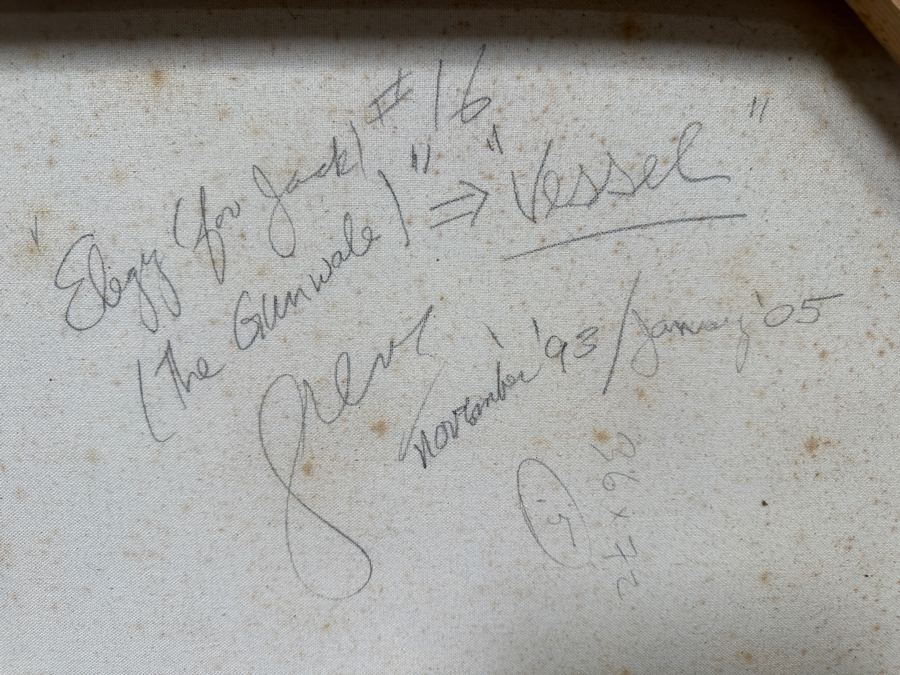 "Elegy (for Jack) #16
(The Gunwale)" ⇒ "Vessel"
November '93/January '05
36 x 72